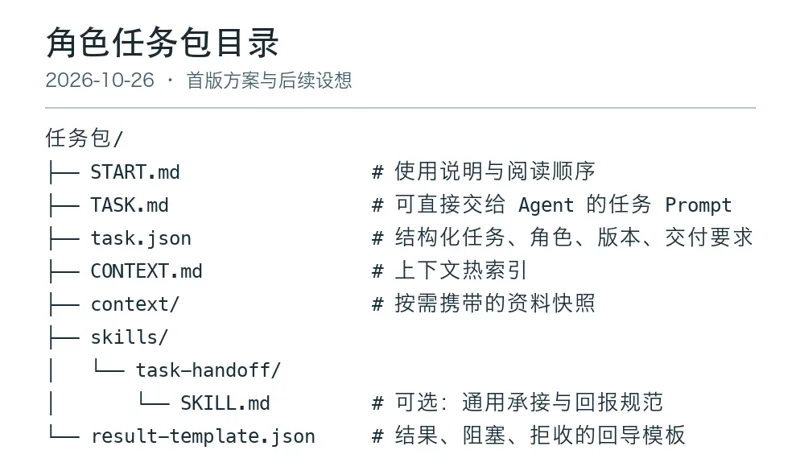 角色任务包目录
2026-10-26 · 首版方案与后续设想
任务包/
├── START.md # 使用说明与阅读顺序
├── TASK.md # 可直接交给 Agent 的任务 Prompt
├── task.json # 结构化任务、角色、版本、交付要求
├── CONTEXT.md # 上下文热索引
├── context/ # 按需携带的资料快照
├── skills/
│   └── task-handoff/
│       └── SKILL.md # 可选：通用承接与回报规范
└── result-template.json # 结果、阻塞、拒收的回导模板